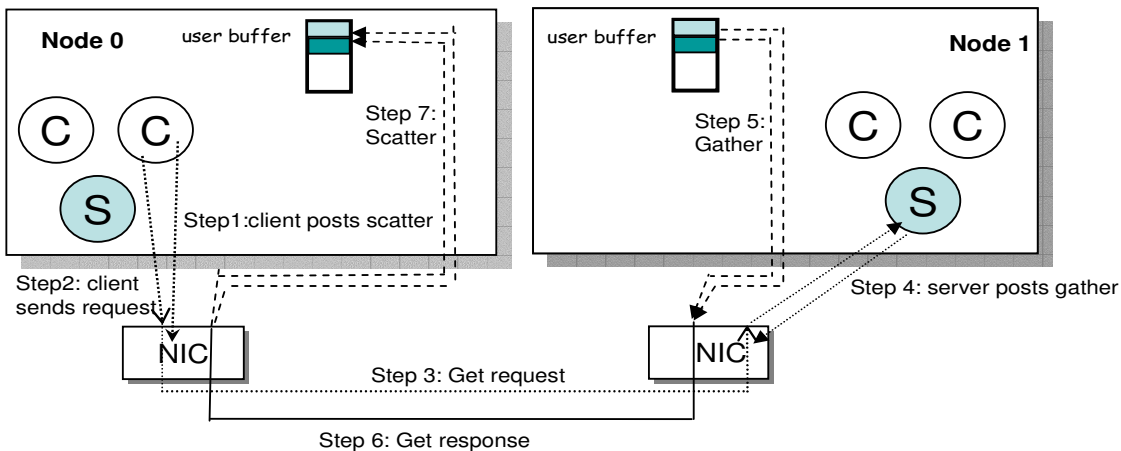 Node 0
user buffer
C
C
S
Step 7:
Scatter
Step1:client posts scatter
Step2: client
sends request
NIC
user buffer
Node 1
Step 5:
Gather
C
C
S
Step 4: server posts gather
NIC
Step 3: Get request
Step 6: Get response